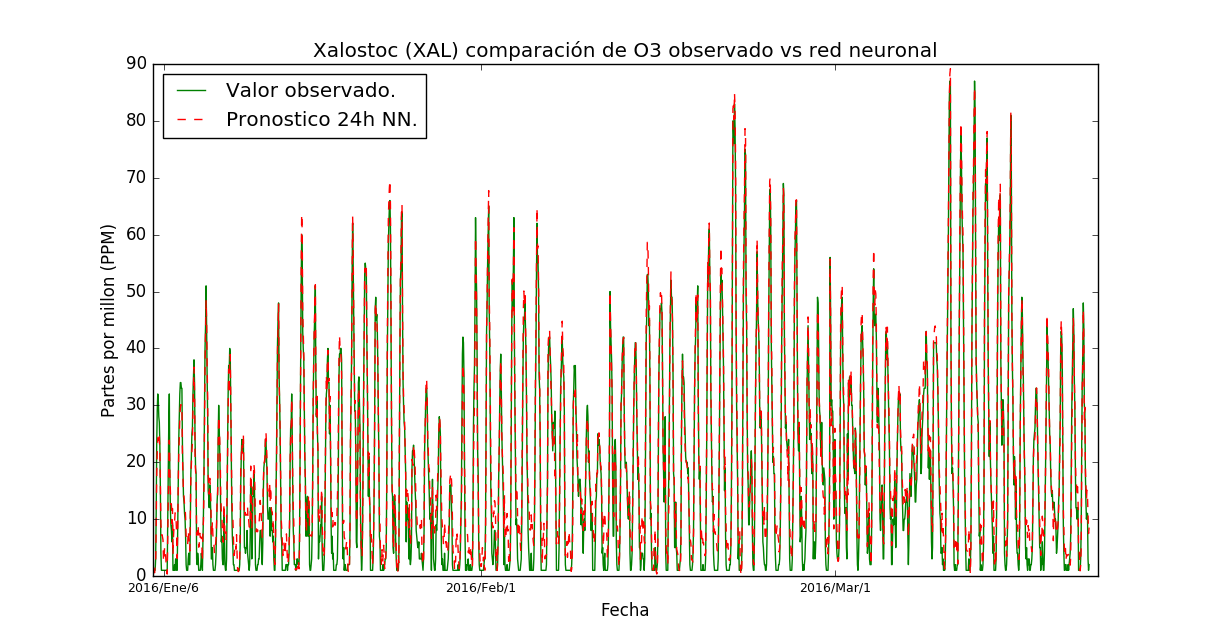 Xalostoc (XAL) comparación de O3 observado vs red neuronal
Valor observado.
Pronostico 24h NN.
Partes por millon (PPM)
90
80
70
60
50
40
30
20
10
0
2016/Ene/6
2016/Feb/1
2016/Mar/1
Fecha